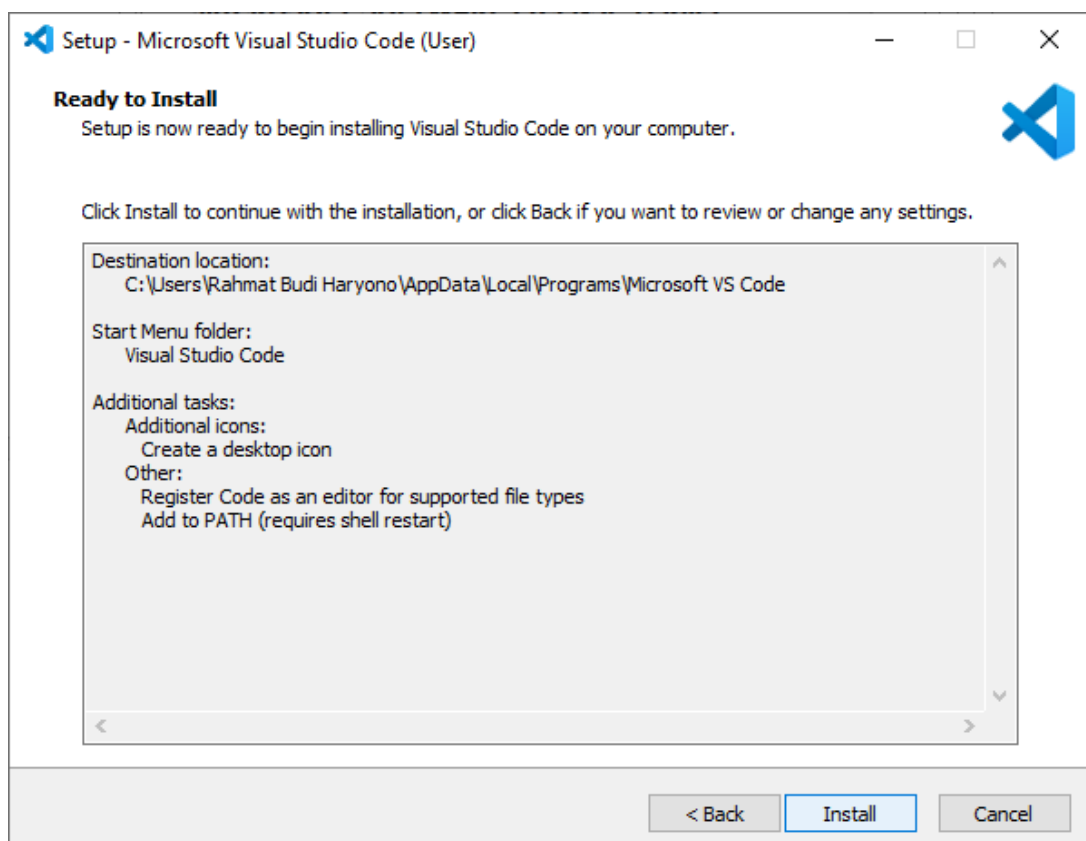 Setup - Microsoft Visual Studio Code (User)
Ready to Install
Setup is now ready to begin installing Visual Studio Code on your computer.
Click Install to continue with the installation, or click Back if you want to review or change any settings.
Destination location:
C:\Users\Rahmat Budi Haryono\AppData\Local\Programs\Microsoft VS Code
Start Menu folder:
Visual Studio Code
Additional tasks:
Additional icons:
Create a desktop icon
Other:
Register Code as an editor for supported file types
Add to PATH (requires shell restart)
< Back
Install
Cancel